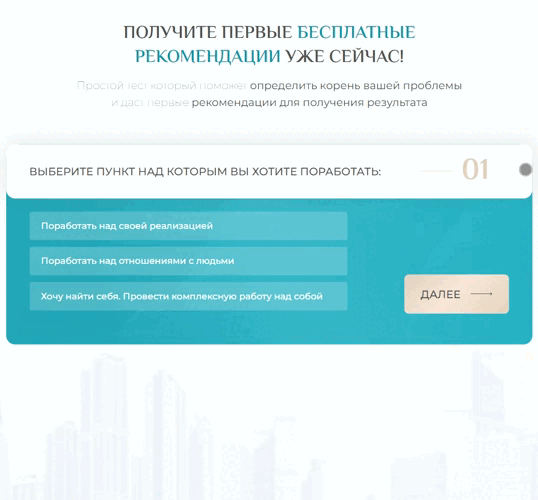 ПОЛУЧИТЕ ПЕРВЫЕ БЕСПЛАТНЫЕ
РЕКОМЕНДАЦИИ УЖЕ СЕЙЧАС!
Простой тест который поможет определить корень вашей проблемы
и даст первые рекомендации для получения результата
ВЫБЕРИТЕ ПУНКТ НАД КОТОРЫМ ВЫ ХОТИТЕ ПОРАБОТАТЬ:
01
Поработать над своей реализацией
Поработать над отношениями с людьми
Хочу найти себя. Провести комплексную работу над собой
ДАЛЕЕ